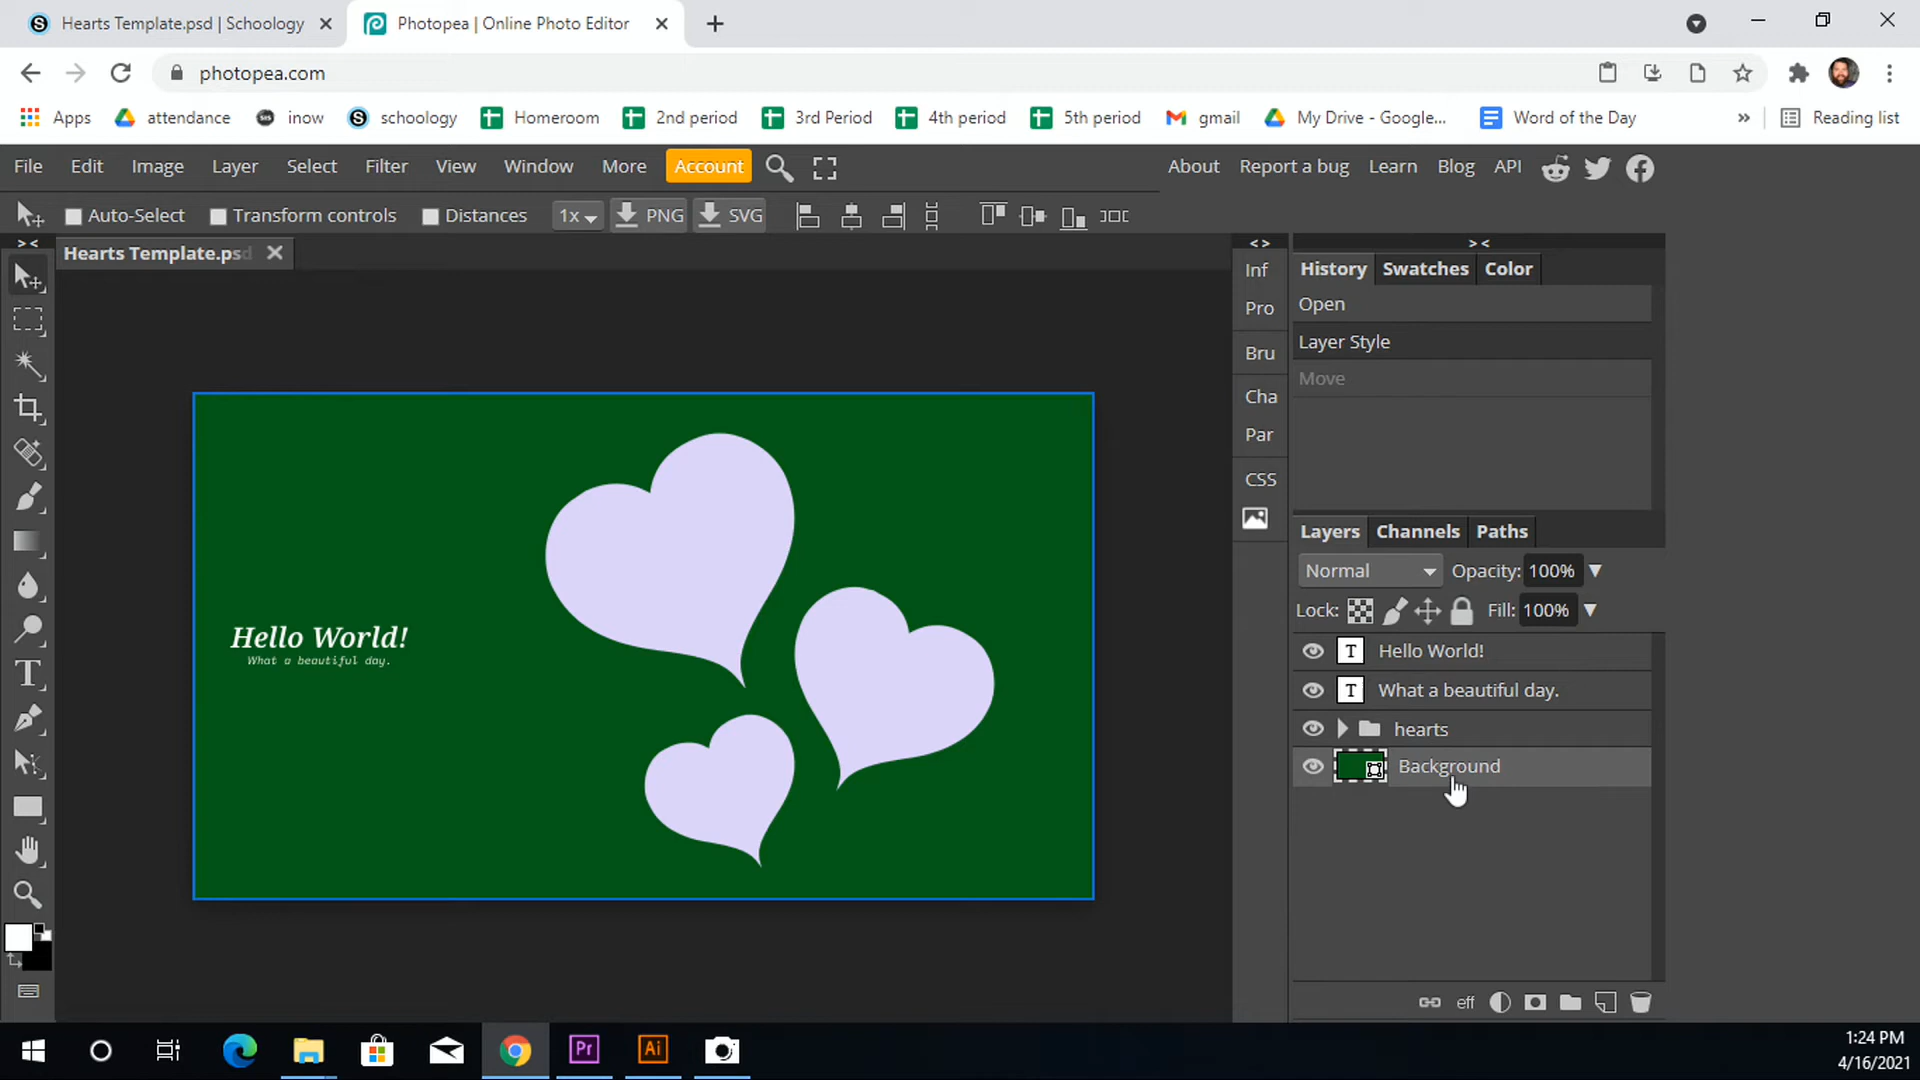 Hearts Template.psd | Schoology
Photopea | Online Photo Editor
photopea.com
Apps attendance inow schoology Homeroom 2nd period 3rd Period 4th period 5th period gmail My Drive - Google... Word of the Day » Reading list
File Edit Image Layer Select Filter View Window More Account About Report a bug Learn Blog API
Auto-Select Transform controls Distances 1x PNG SVG
Hearts Template.psd
> <
< >
> <
Inf
Pro
Bru
Cha
Par
CSS
History Swatches Color
Open
Layer Style
Move
Layers Channels Paths
Normal Opacity: 100%
Lock: Fill: 100%
T Hello World!
T What a beautiful day.
hearts
Background
eff
Hello World!
What a beautiful day.
T
Pr
Ai
1:24 PM
4/16/2021